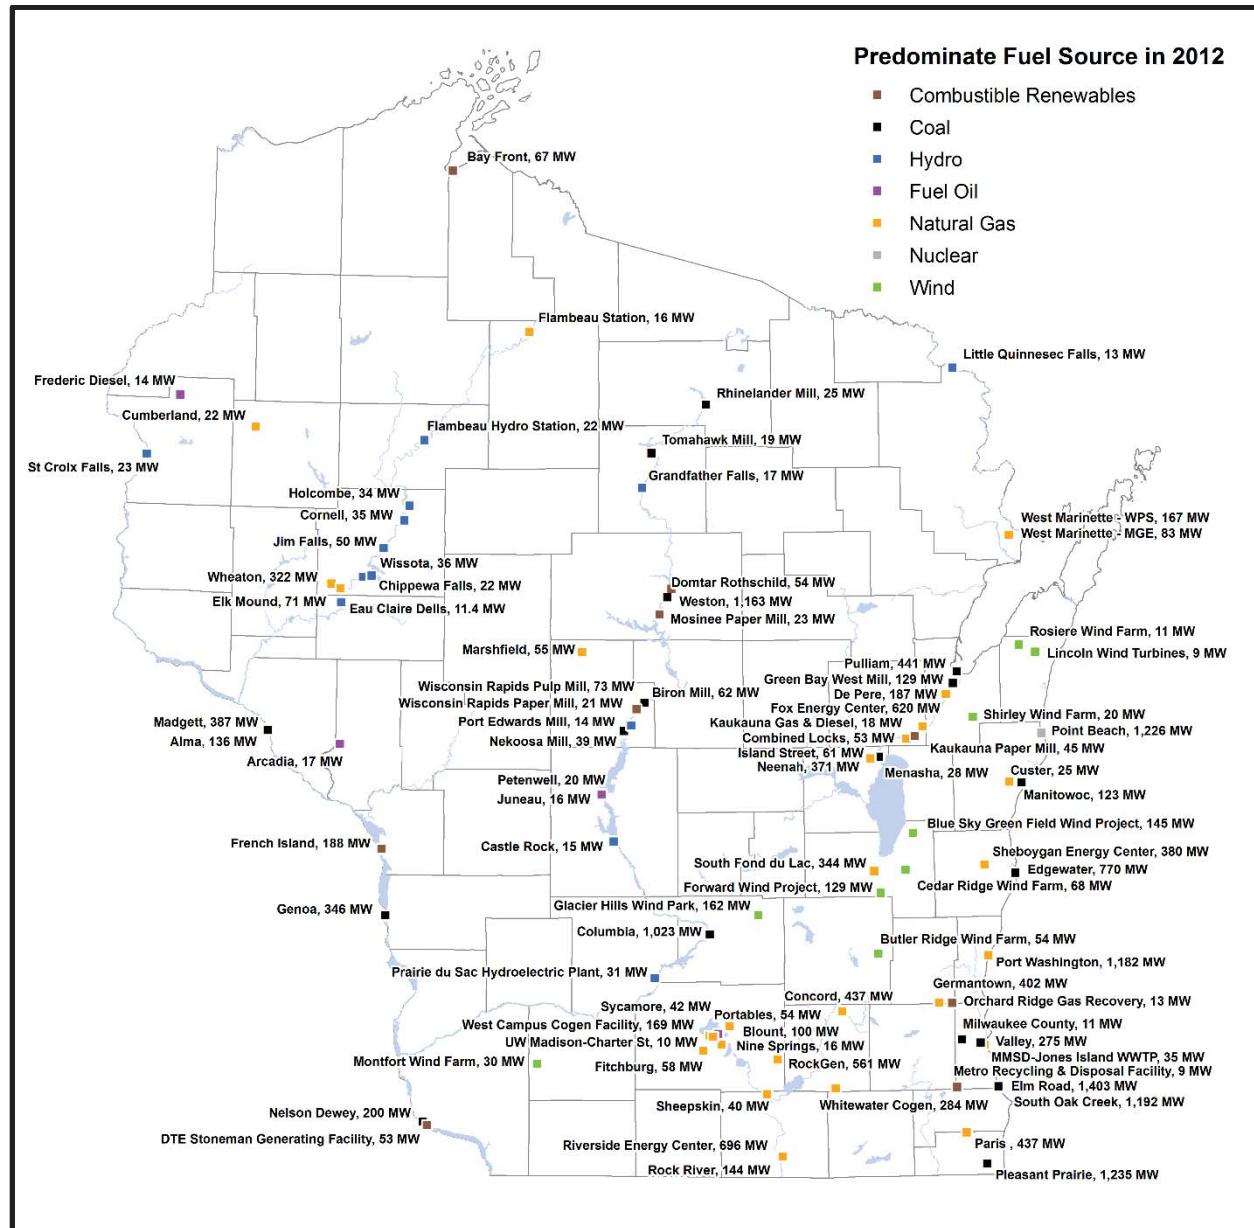 Predominate Fuel Source in 2012
Combustible Renewables
Coal
Hydro
Fuel Oil
Natural Gas
Nuclear
Wind
Bay Front, 67 MW
Flambeau Station, 16 MW
Little Quinnesec Falls, 13 MW
Frederic Diesel, 14 MW
Rhinelander Mill, 25 MW
Cumberland, 22 MW
Flambeau Hydro Station, 22 MW
Tomahawk Mill, 19 MW
St Croix Falls, 23 MW
Grandfather Falls, 17 MW
Holcombe, 34 MW
Cornell, 35 MW
West Marinette - WPS, 167 MW
West Marinette - MGE, 83 MW
Jim Falls, 50 MW
Wissota, 36 MW
Wheaton, 322 MW
Chippewa Falls, 22 MW
Domtar Rothschild, 54 MW
Elk Mound, 71 MW
Eau Claire Dells, 11.4 MW
Weston, 1,163 MW
Mosinee Paper Mill, 23 MW
Rosiere Wind Farm, 11 MW
Marshfield, 55 MW
Lincoln Wind Turbines, 9 MW
Pulliam, 441 MW
Green Bay West Mill, 129 MW
Wisconsin Rapids Pulp Mill, 73 MW
Biron Mill, 62 MW
De Pere, 187 MW
Wisconsin Rapids Paper Mill, 21 MW
Fox Energy Center, 620 MW
Shirley Wind Farm, 20 MW
Madgett, 387 MW
Port Edwards Mill, 14 MW
Kaukauna Gas & Diesel, 18 MW
Point Beach, 1,226 MW
Alma, 136 MW
Nekoosa Mill, 39 MW
Combined Locks, 53 MW
Kaukauna Paper Mill, 45 MW
Arcadia, 17 MW
Island Street, 61 MW
Neenah, 371 MW
Menasha, 28 MW
Custer, 25 MW
Petenwell, 20 MW
Manitowoc, 123 MW
Juneau, 16 MW
Blue Sky Green Field Wind Project, 145 MW
French Island, 188 MW
Castle Rock, 15 MW
Sheboygan Energy Center, 380 MW
South Fond du Lac, 344 MW
Edgewater, 770 MW
Forward Wind Project, 129 MW
Cedar Ridge Wind Farm, 68 MW
Genoa, 346 MW
Glacier Hills Wind Park, 162 MW
Columbia, 1,023 MW
Butler Ridge Wind Farm, 54 MW
Port Washington, 1,182 MW
Prairie du Sac Hydroelectric Plant, 31 MW
Germantown, 402 MW
Concord, 437 MW
Orchard Ridge Gas Recovery, 13 MW
Sycamore, 42 MW
Portables, 54 MW
West Campus Cogen Facility, 169 MW
Blount, 100 MW
Milwaukee County, 11 MW
UW Madison-Charter St, 10 MW
Nine Springs, 16 MW
Valley, 275 MW
Montfort Wind Farm, 30 MW
Fitchburg, 58 MW
RockGen, 561 MW
MMSD-Jones Island WWTP, 35 MW
Metro Recycling & Disposal Facility, 9 MW
Elm Road, 1,403 MW
Nelson Dewey, 200 MW
Sheepskin, 40 MW
Whitewater Cogen, 284 MW
South Oak Creek, 1,192 MW
DTE Stoneman Generating Facility, 53 MW
Riverside Energy Center, 696 MW
Paris , 437 MW
Rock River, 144 MW
Pleasant Prairie, 1,235 MW